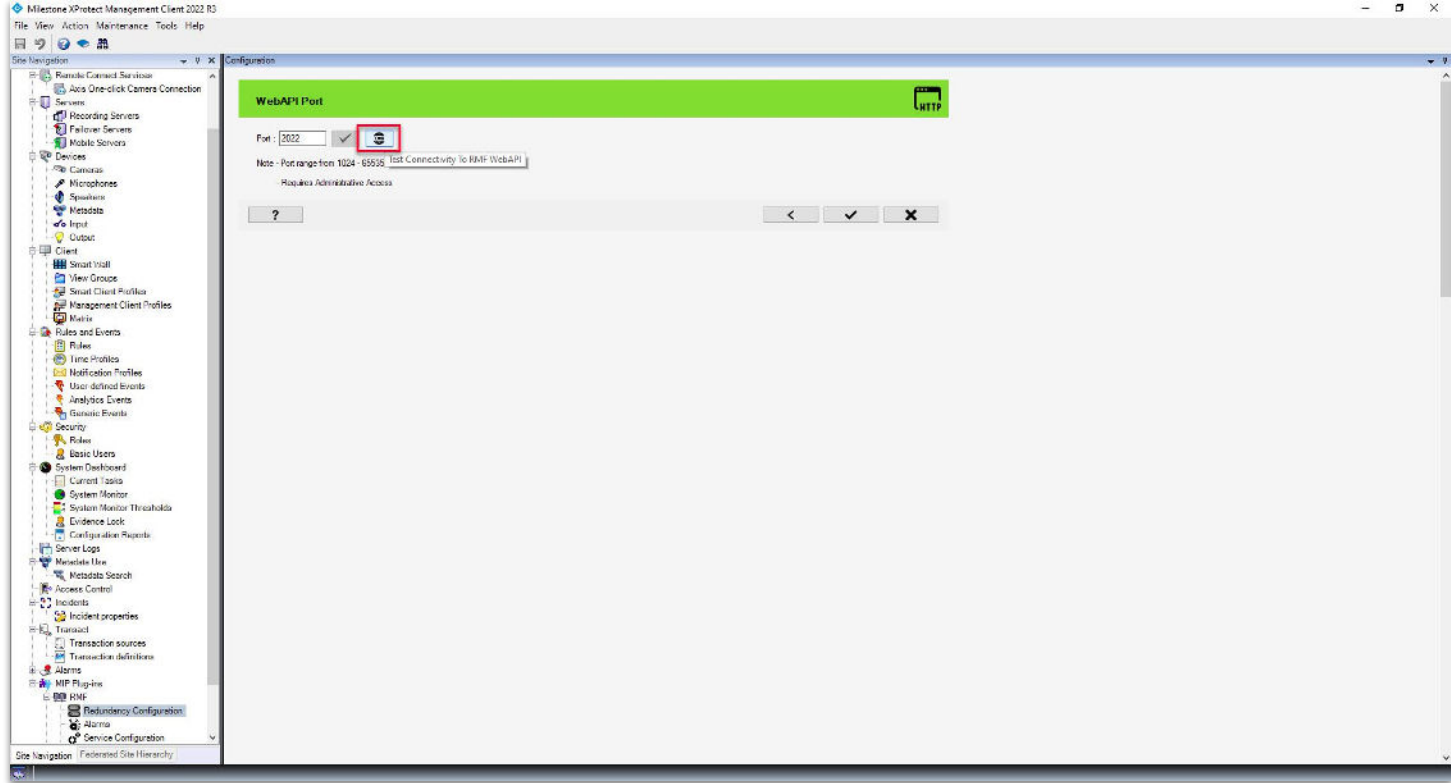 Milestone XProtect Management Client 2022 R3
File View Action Maintenance Tools Help
Site Navigation
Configuration
Remote Connect Services
Axis One-click Camera Connection
Servers
Recording Servers
Failover Servers
Mobile Servers
Devices
Cameras
Microphones
Speakers
Metadata
Input
Output
Client
Smart Wall
View Groups
Smart Client Profiles
Management Client Profiles
Matrix
Rules and Events
Rules
Time Profiles
Notification Profiles
User-defined Events
Analytics Events
Generic Events
Security
Roles
Basic Users
System Dashboard
Current Tasks
System Monitor
System Monitor Thresholds
Evidence Lock
Configuration Reports
Server Logs
Metadata Use
Metadata Search
Access Control
Incidents
Incident properties
Transact
Transaction sources
Transaction definitions
Alarms
MIP Plug-ins
RMF
Redundancy Configuration
Alarms
Service Configuration
Site Navigation Federated Site Hierarchy
WebAPI Port
HTTP
Port : 2022
Note - Port range from 1024 - 65535
Test Connectivity To RMF WebAPI
- Requires Administrative Access
?